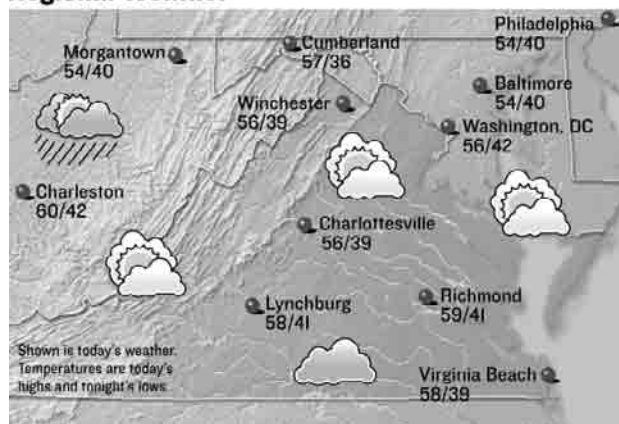 Philadelphia
54/40
Morgantown
54/40
Cumberland
57/36
Baltimore
54/40
Winchester
56/39
Washington, DC
56/42
Charleston
60/42
Charlottesville
56/39
Lynchburg
58/41
Richmond
59/41
Shown is today's weather.
Temperatures are today's
highs and tonight's lows.
Virginia Beach
58/39